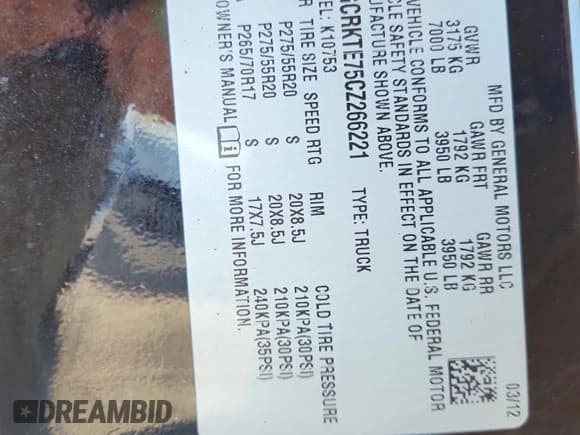 MFD BY GENERAL MOTORS LLC 03/12
GVWR GAWR FRT GAWR RR
3175 KG 1792 KG 1792 KG
7000 LB 3950 LB 3950 LB
VEHICLE CONFORMS TO ALL APPLICABLE U.S. FEDERAL MOTOR
CLE SAFETY STANDARDS IN EFFECT ON THE DATE OF
UFACTURE SHOWN ABOVE.
GCRKTE75CZ266221 TYPE: TRUCK
EL: K10753
R TIRE SIZE SPEED RTG RIM COLD TIRE PRESSURE
P275/55R20 S 20X8.5J 210KPA(30PSI)
P275/55R20 S 20X8.5J 210KPA(30PSI)
P265/70R17 S 17X7.5J 240KPA(35PSI)
OWNER'S MANUAL FOR MORE INFORMATION.
DREAMBID